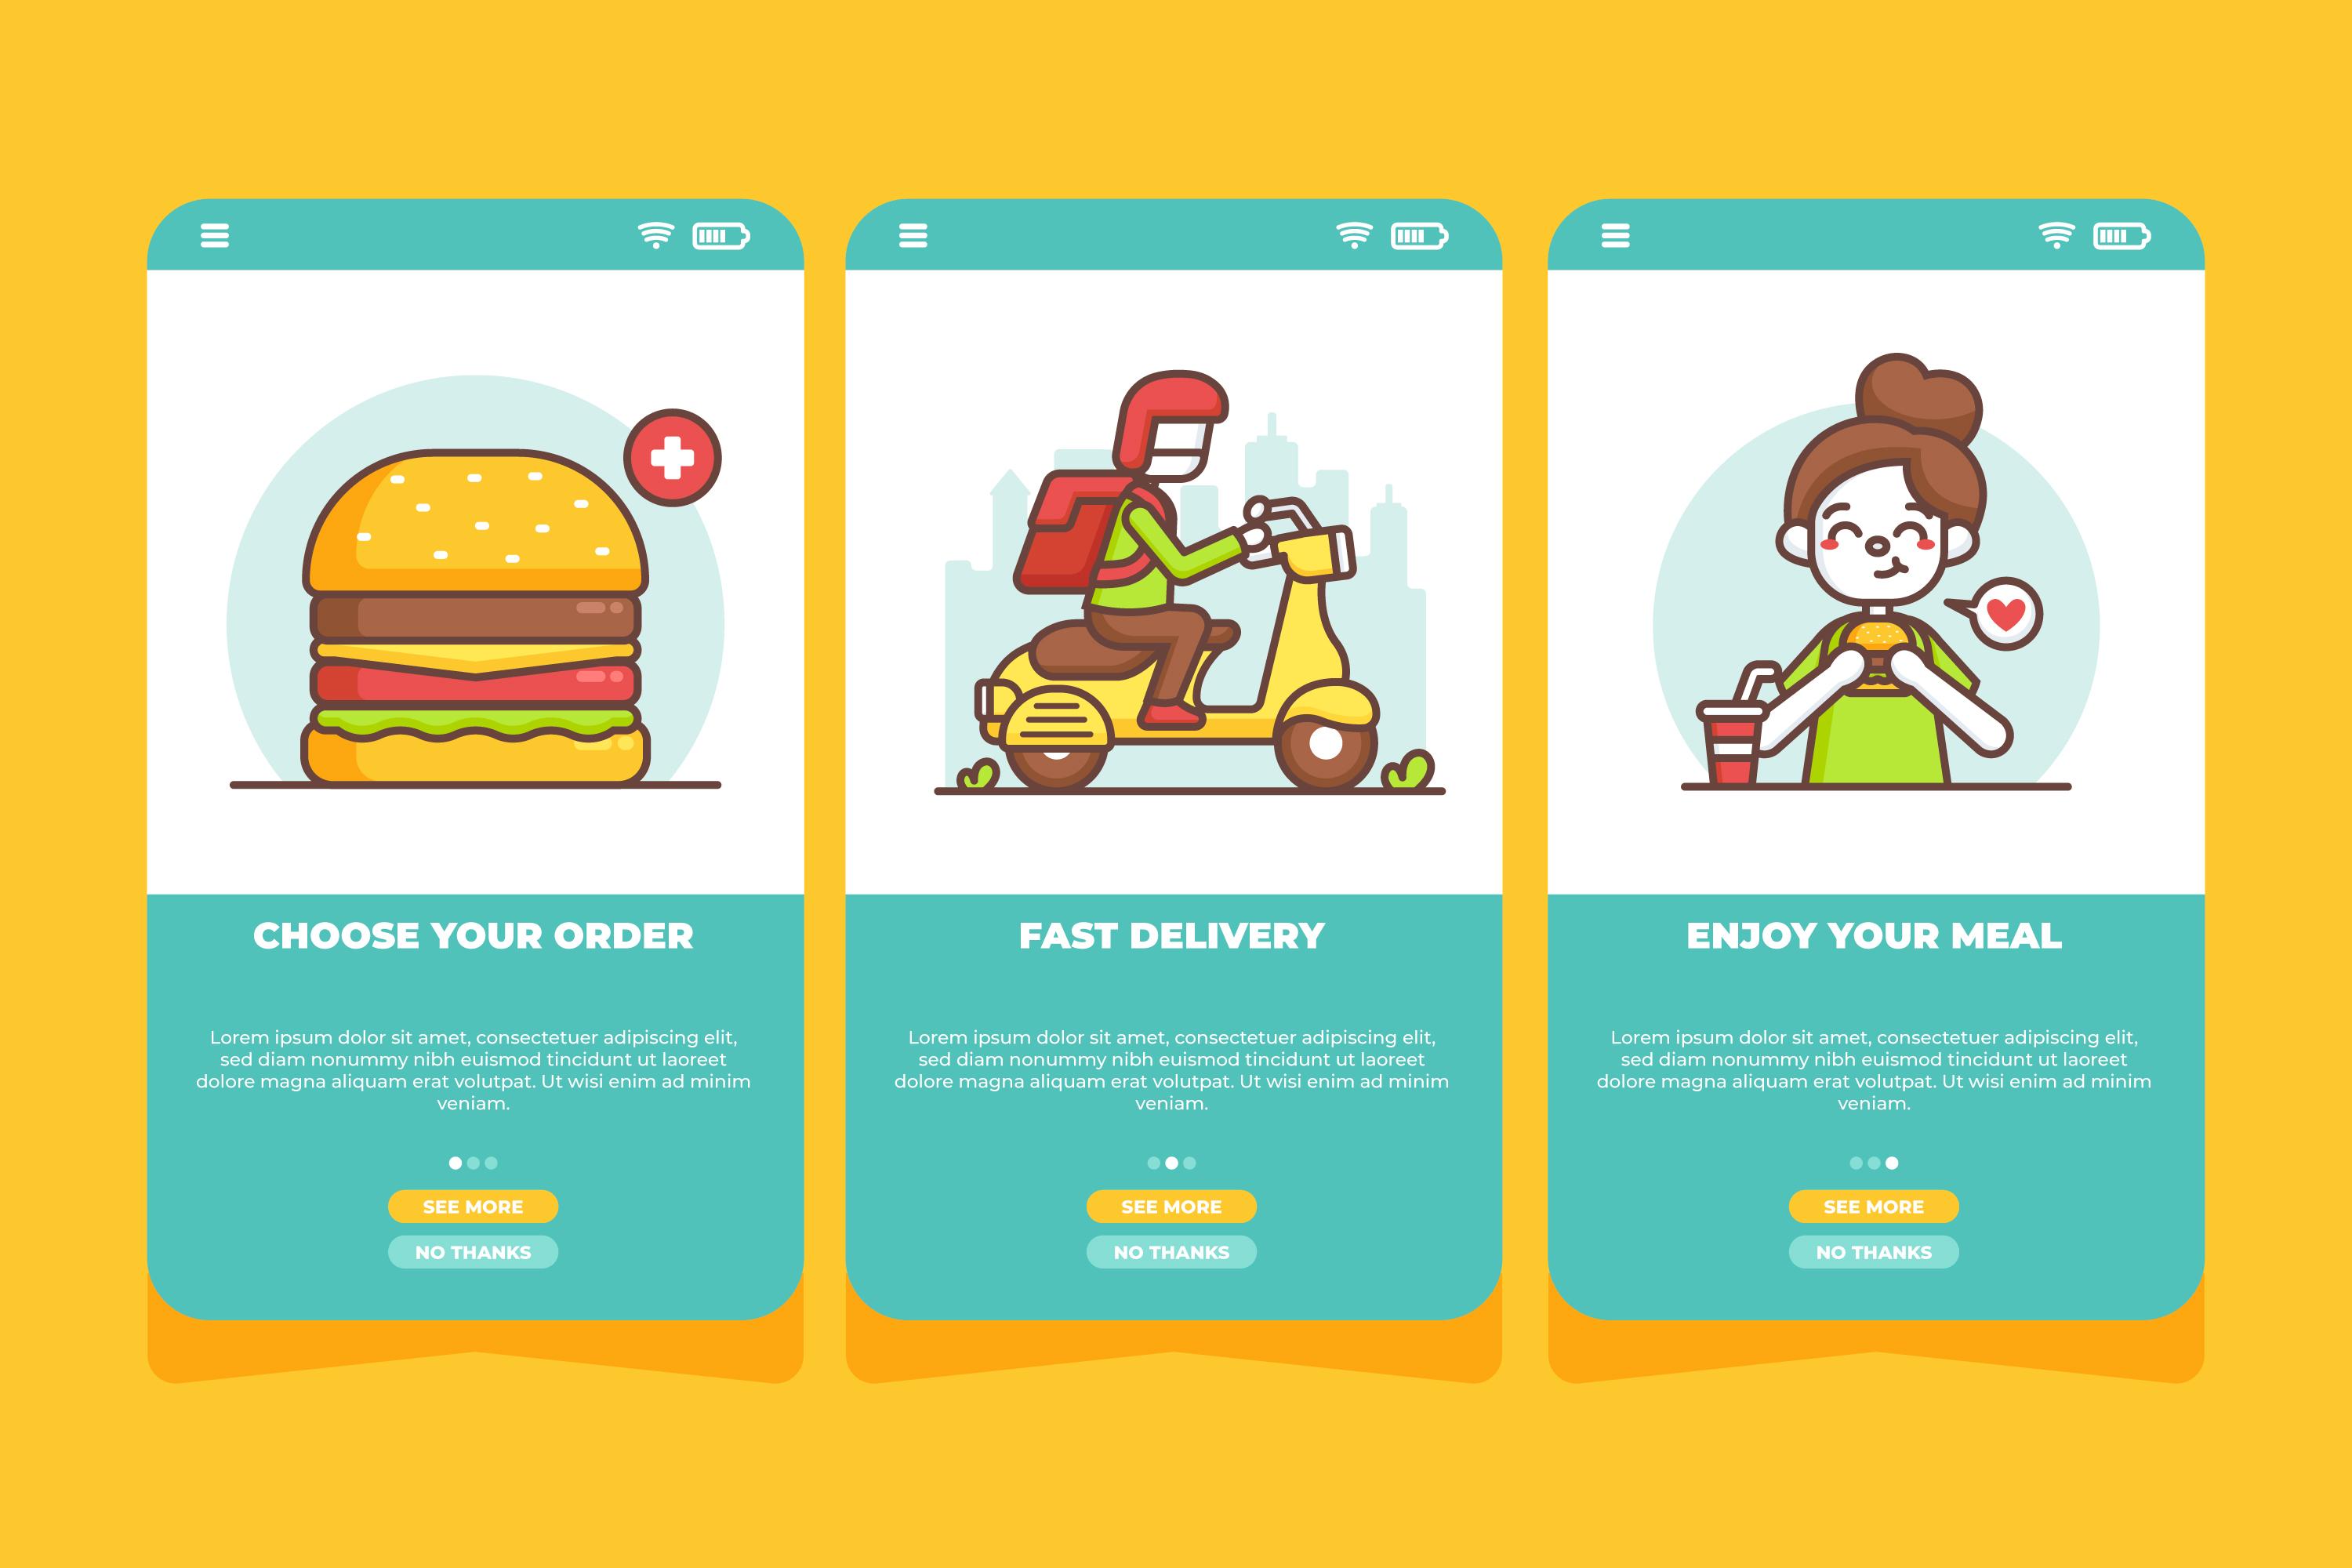 CHOOSE YOUR ORDER
Lorem ipsum dolor sit amet, consectetuer adipiscing elit,
sed diam nonummy nibh euismod tincidunt ut laoreet
dolore magna aliquam erat volutpat. Ut wisi enim ad minim
veniam.
SEE MORE
NO THANKS
FAST DELIVERY
Lorem ipsum dolor sit amet, consectetuer adipiscing elit,
sed diam nonummy nibh euismod tincidunt ut laoreet
dolore magna aliquam erat volutpat. Ut wisi enim ad minim
veniam.
SEE MORE
NO THANKS
ENJOY YOUR MEAL
Lorem ipsum dolor sit amet, consectetuer adipiscing elit,
sed diam nonummy nibh euismod tincidunt ut laoreet
dolore magna aliquam erat volutpat. Ut wisi enim ad minim
veniam.
SEE MORE
NO THANKS